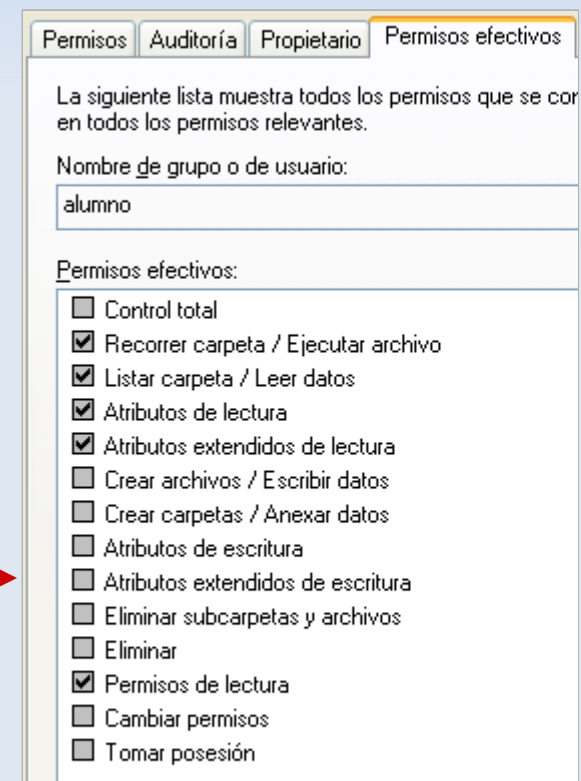 Permisos Auditoría Propietario Permisos efectivos
La siguiente lista muestra todos los permisos que se cor
en todos los permisos relevantes.
Nombre de grupo o de usuario:
alumno
Permisos efectivos:
Control total
Recorrer carpeta / Ejecutar archivo
Listar carpeta / Leer datos
Atributos de lectura
Atributos extendidos de lectura
Crear archivos / Escribir datos
Crear carpetas / Anexar datos
Atributos de escritura
Atributos extendidos de escritura
Eliminar subcarpetas y archivos
Eliminar
Permisos de lectura
Cambiar permisos
Tomar posesión